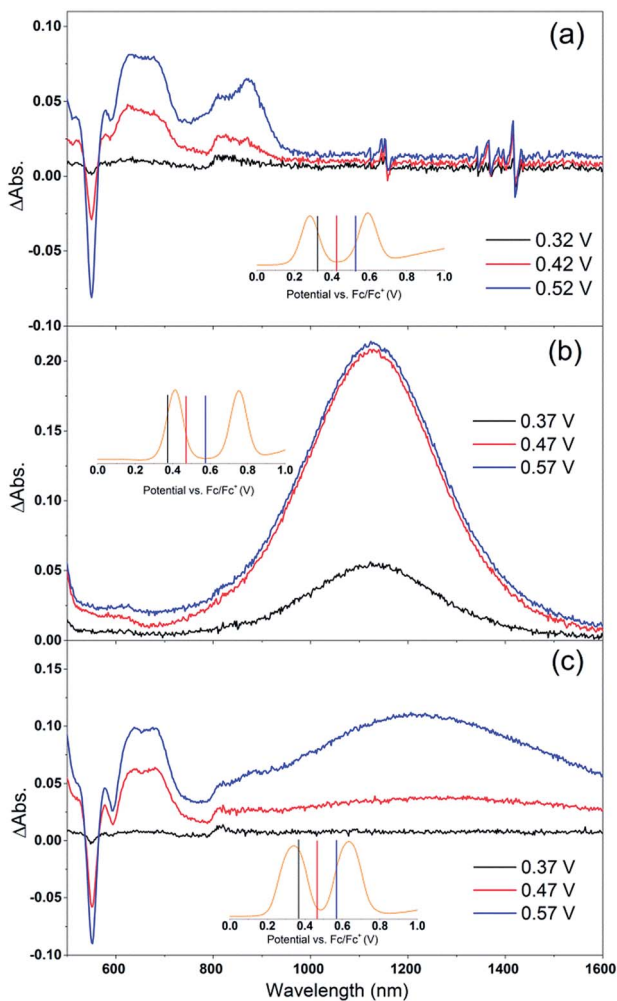 (a)
0.10
0.05
0.00
-0.05
-0.10
ΔAbs.
0.32 V
0.42 V
0.52 V
0.0 0.2 0.4 0.6 0.8 1.0
Potential vs. Fc/Fc⁺ (V)
(b)
0.20
0.15
0.10
0.05
0.00
ΔAbs.
0.37 V
0.47 V
0.57 V
0.0 0.2 0.4 0.6 0.8 1.0
Potential vs. Fc/Fc⁺ (V)
(c)
0.15
0.10
0.05
0.00
-0.05
-0.10
ΔAbs.
0.37 V
0.47 V
0.57 V
0.0 0.2 0.4 0.6 0.8 1.0
Potential vs. Fc/Fc⁺ (V)
600 800 1000 1200 1400 1600
Wavelength (nm)